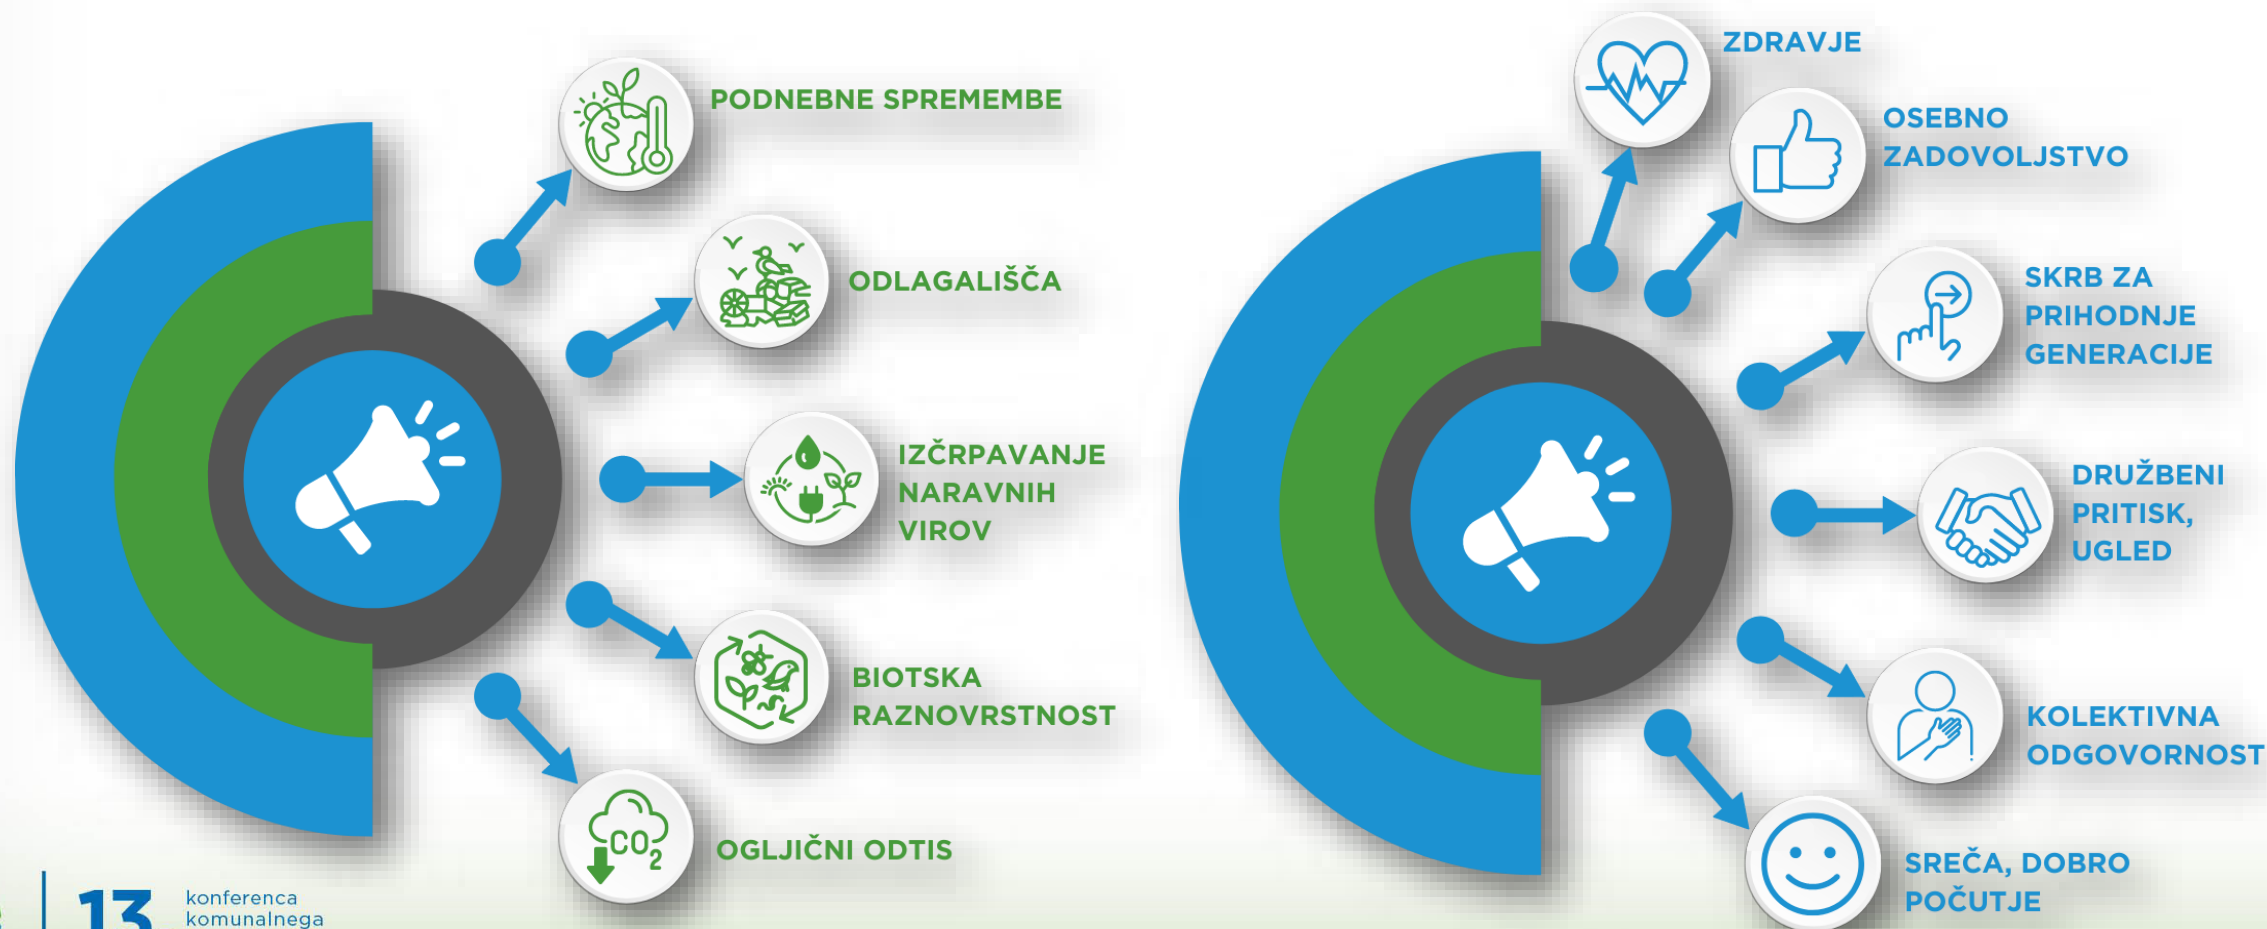 PODNEBNE SPREMEMBE
ODLAGALIŠČA
IZČRPAVANJE
NARAVNIH
VIROV
BIOTSKA
RAZNOVRSTNOST
CO2
OGLJIČNI ODTIS
ZDRAVJE
OSEBNO
ZADOVOLJSTVO
SKRB ZA
PRIHODNJE
GENERACIJE
DRUŽBENI
PRITISK,
UGLED
KOLEKTIVNA
ODGOVORNOST
SREČA, DOBRO
POČUTJE
13
konferenca
komunalnega